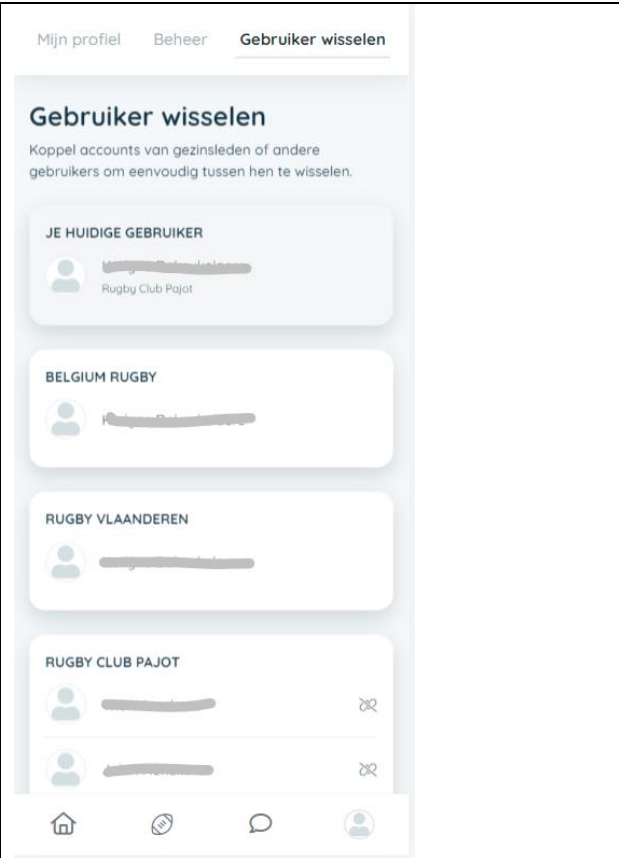 Mijn profiel Beheer Gebruiker wisselen
Gebruiker wisselen
Koppel accounts van gezinsleden of andere
gebruikers om eenvoudig tussen hen te wisselen.
JE HUIDIGE GEBRUIKER
Rugby Club Pajot
BELGIUM RUGBY
RUGBY VLAANDEREN
RUGBY CLUB PAJOT